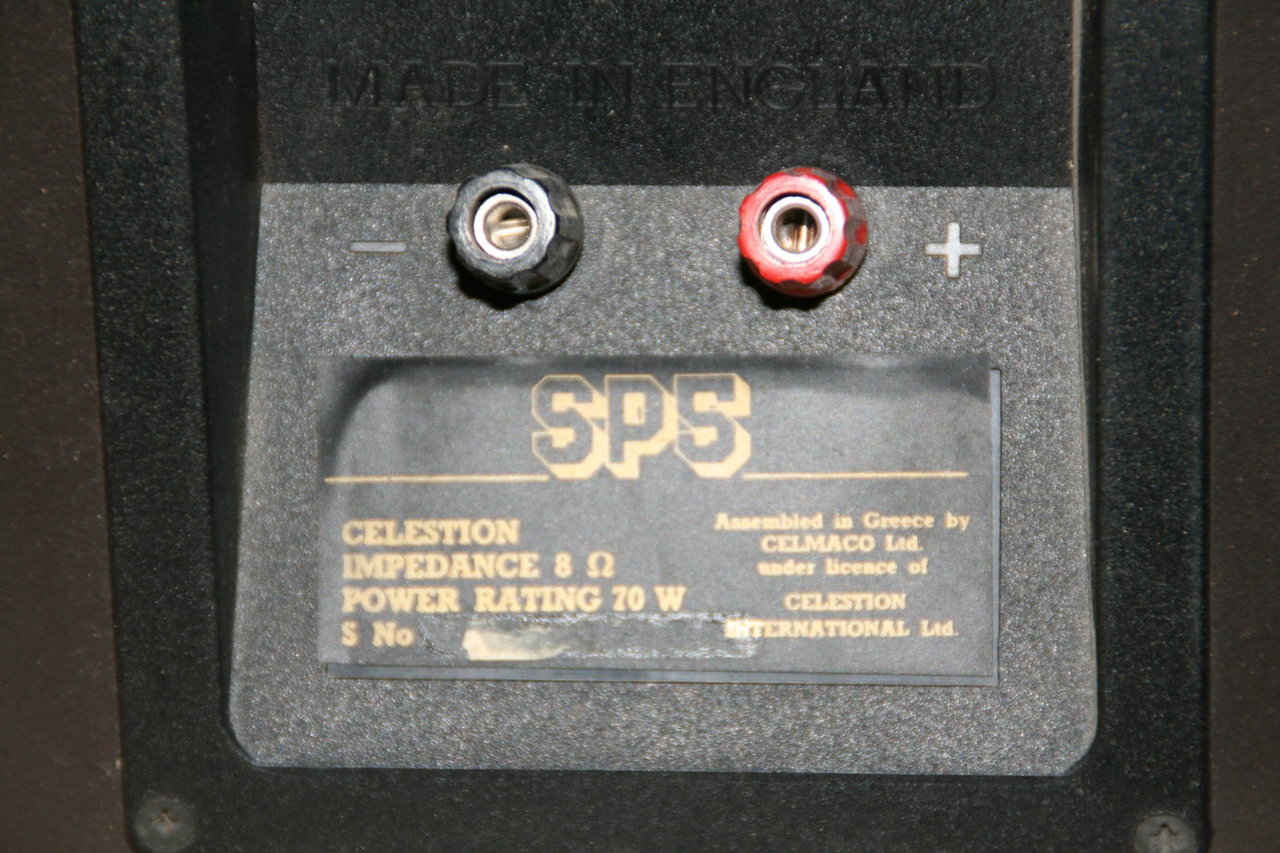 MADE IN ENGLAND
− +
SP5
CELESTION
IMPEDANCE 8 Ω
POWER RATING 70 W
S No
Assembled in Greece by
CELMACO Ltd.
under licence of
CELESTION
INTERNATIONAL Ltd.